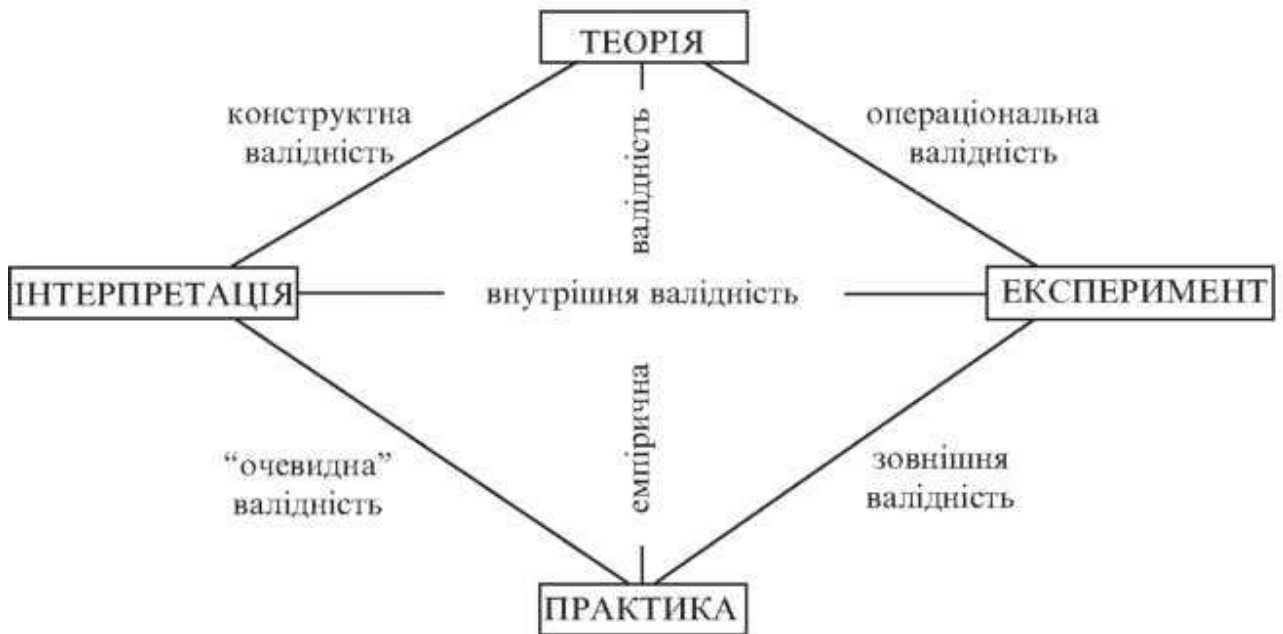 ТЕОРІЯ
конструктна
валідність
операціональна
валідність
емпірична валідність
ІНТЕРПРЕТАЦІЯ
внутрішня валідність
ЕКСПЕРИМЕНТ
“очевидна”
валідність
зовнішня
валідність
ПРАКТИКА